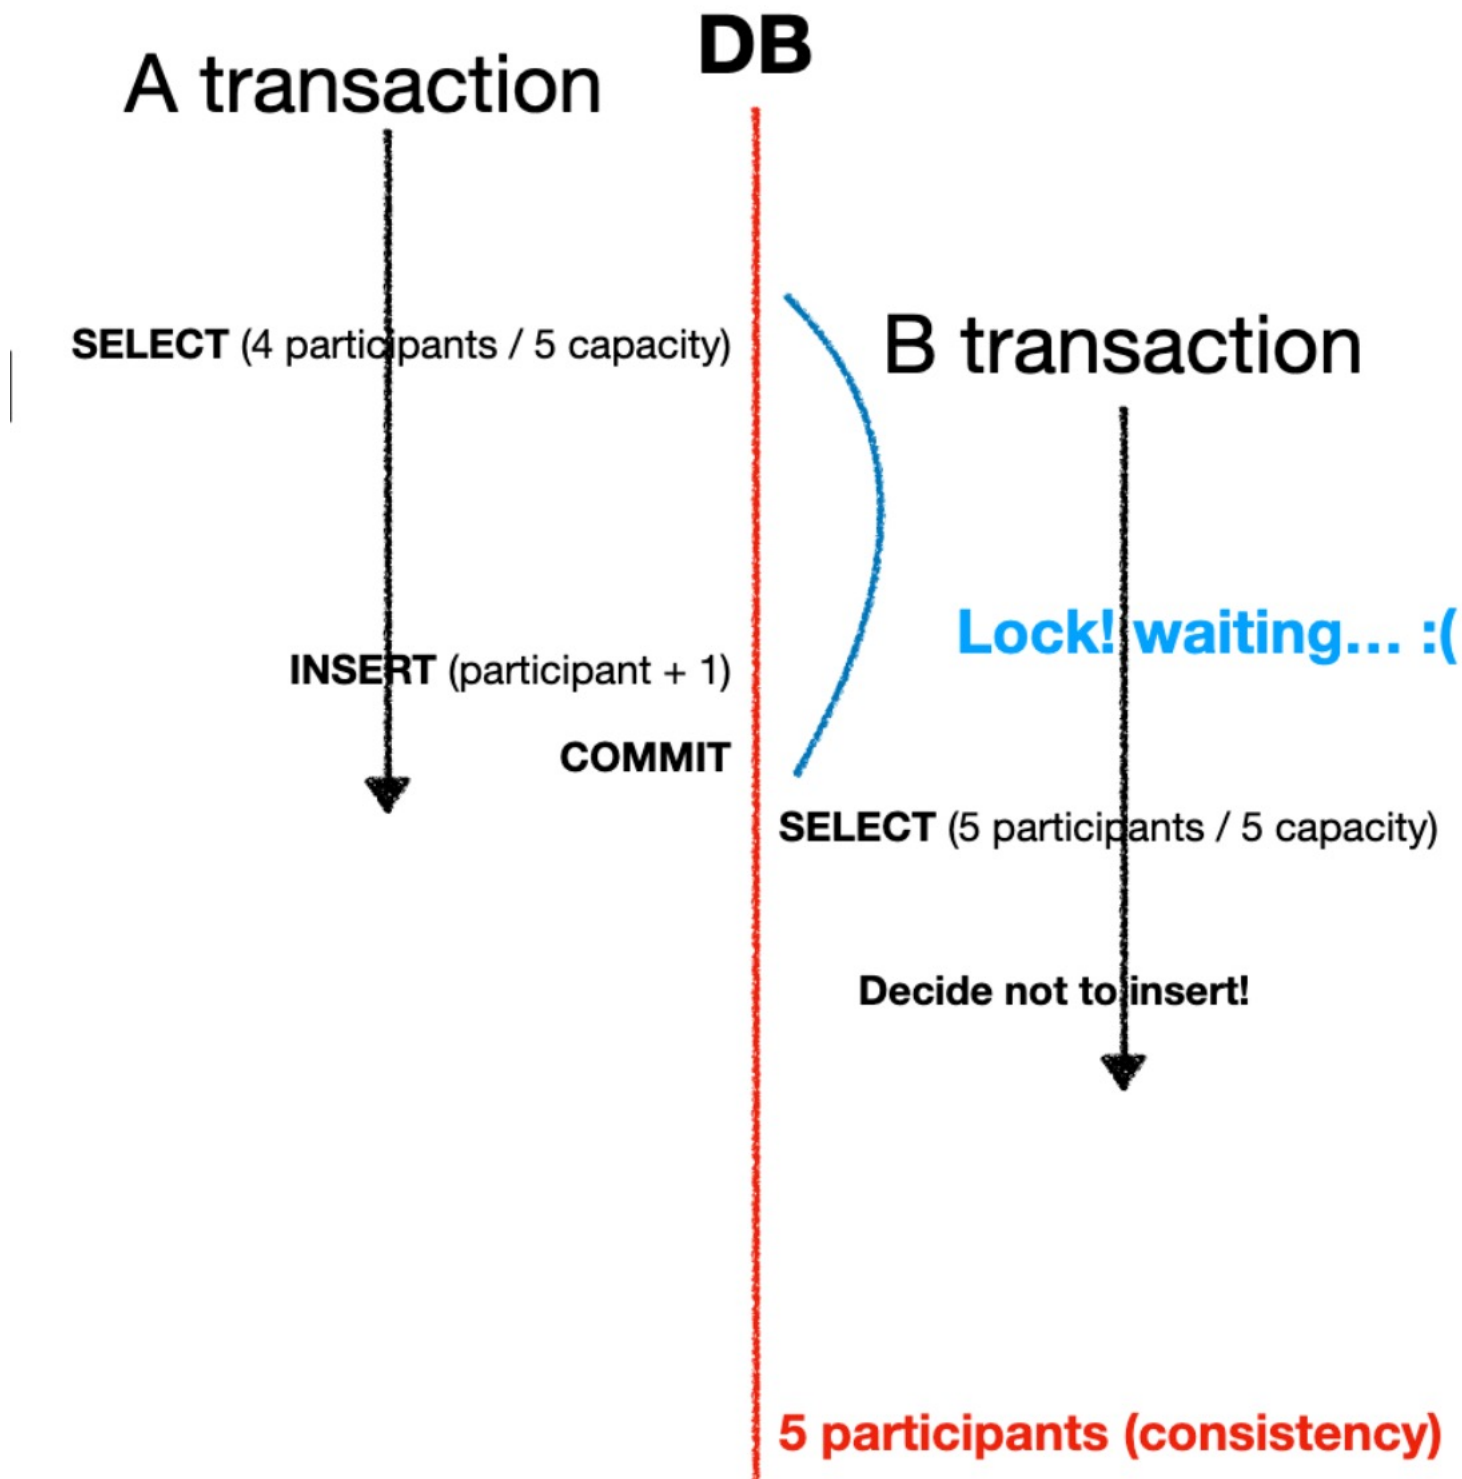 DB
A transaction
SELECT (4 participants / 5 capacity)
B transaction
Lock! waiting... :(
INSERT (participant + 1)
COMMIT
SELECT (5 participants / 5 capacity)
Decide not to insert!
5 participants (consistency)